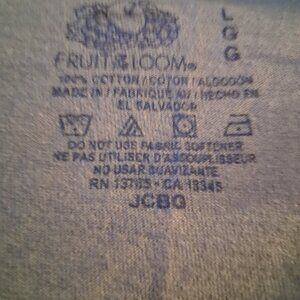 FRUIT OF THE LOOM®
L
G
G
100% COTTON/COTON/ALGODÓN
MADE IN / FABRIQUÉ AU / HECHO EN
EL SALVADOR
DO NOT USE FABRIC SOFTENER
NE PAS UTILISER D'ASSOUPLISSEUR
NO USAR SUAVIZANTE
RN 13765 - CA 13345
JCBG